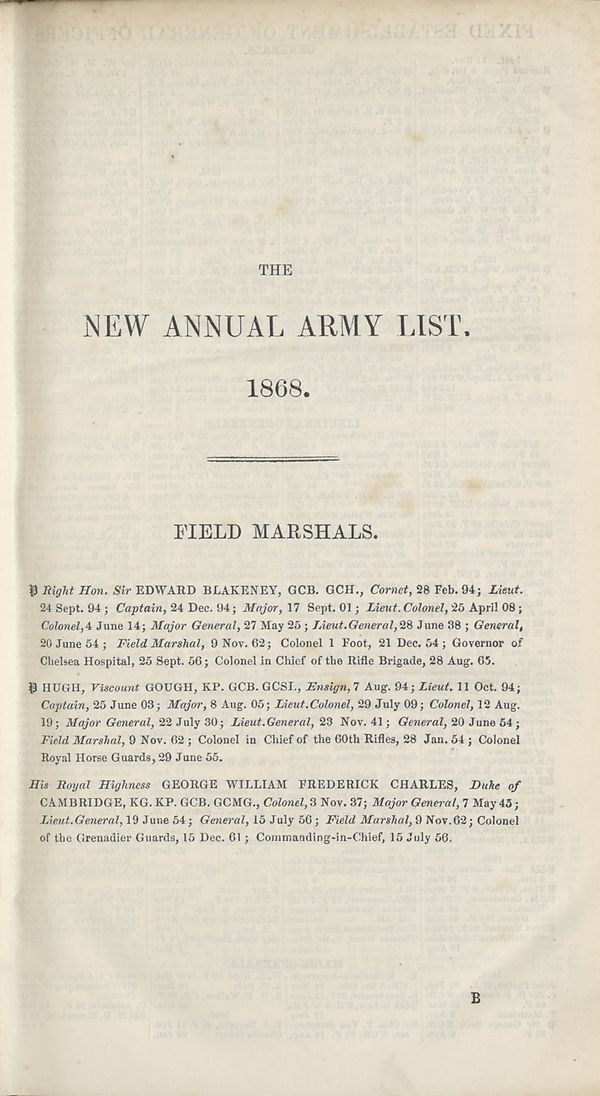 THE
NEW ANNUAL ARMY LIST.
1868.
FIELD MARSHALS.
𝔓 Right Hon. Sir EDWARD BLAKENEY, GCB. GCH., Cornet, 28 Feb. 94; Lieut.
24 Sept. 94; Captain, 24 Dec. 94; Major, 17 Sept. 01; Lieut. Colonel, 25 April 08;
Colonel, 4 June 14; Major General, 27 May 25; Lieut. General, 28 June 38; General,
20 June 54; Field Marshal, 9 Nov. 62; Colonel 1 Foot, 21 Dec. 54; Governor of
Chelsea Hospital, 25 Sept. 56; Colonel in Chief of the Rifle Brigade, 28 Aug. 65.
𝔓 HUGH, Viscount GOUGH, KP. GCB. GCSI., Ensign, 7 Aug. 94; Lieut. 11 Oct. 94;
Captain, 25 June 03; Major, 8 Aug. 05; Lieut. Colonel, 29 July 09; Colonel, 12 Aug.
19; Major General, 22 July 30; Lieut. General, 23 Nov. 41; General, 20 June 54;
Field Marshal, 9 Nov. 62; Colonel in Chief of the 60th Rifles, 28 Jan. 54; Colonel
Royal Horse Guards, 29 June 55.
His Royal Highness GEORGE WILLIAM FREDERICK CHARLES, Duke of
CAMBRIDGE, KG. KP. GCB. GCMG., Colonel, 3 Nov. 37; Major General, 7 May 45;
Lieut. General, 19 June 54; General, 15 July 56; Field Marshal, 9 Nov. 62; Colonel
of the Grenadier Guards, 15 Dec. 61; Commanding-in-Chief, 15 July 56.
B